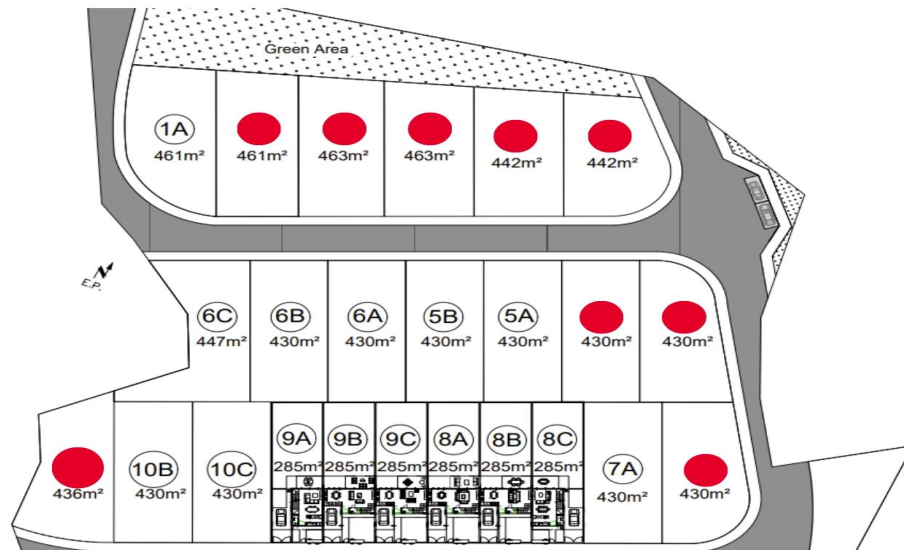 Green Area
1A
461m² 461m² 463m² 463m² 442m² 442m²
E.P.
6C 6B 6A 5B 5A
447m² 430m² 430m² 430m² 430m² 430m² 430m²
9A 9B 9C 8A 8B 8C
10B 10C 7A
285m² 285m² 285m² 285m² 285m² 285m²
436m² 430m² 430m² 430m² 430m²